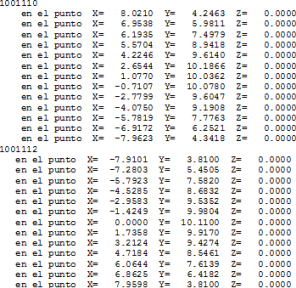 1001110
en el punto X= 8.0210 Y= 4.2463 Z= 0.0000
en el punto X= 6.9538 Y= 5.9811 Z= 0.0000
en el punto X= 6.1935 Y= 7.4979 Z= 0.0000
en el punto X= 5.5704 Y= 8.9418 Z= 0.0000
en el punto X= 4.2246 Y= 9.6140 Z= 0.0000
en el punto X= 2.6544 Y= 10.1866 Z= 0.0000
en el punto X= 1.0770 Y= 10.0362 Z= 0.0000
en el punto X= -0.7107 Y= 10.0780 Z= 0.0000
en el punto X= -2.7799 Y= 9.6047 Z= 0.0000
en el punto X= -4.0750 Y= 9.1908 Z= 0.0000
en el punto X= -5.7819 Y= 7.7763 Z= 0.0000
en el punto X= -6.9172 Y= 6.2521 Z= 0.0000
en el punto X= -7.9623 Y= 4.3418 Z= 0.0000
1001112
en el punto X= -7.9101 Y= 3.8100 Z= 0.0000
en el punto X= -7.2803 Y= 5.4505 Z= 0.0000
en el punto X= -5.7923 Y= 7.5820 Z= 0.0000
en el punto X= -4.5285 Y= 8.6832 Z= 0.0000
en el punto X= -2.9583 Y= 9.5352 Z= 0.0000
en el punto X= -1.4249 Y= 9.9804 Z= 0.0000
en el punto X= 0.0000 Y= 10.1100 Z= 0.0000
en el punto X= 1.7358 Y= 9.9170 Z= 0.0000
en el punto X= 3.2124 Y= 9.4274 Z= 0.0000
en el punto X= 4.7184 Y= 8.5461 Z= 0.0000
en el punto X= 6.0644 Y= 7.6139 Z= 0.0000
en el punto X= 6.8625 Y= 6.4182 Z= 0.0000
en el punto X= 7.9598 Y= 3.8100 Z= 0.0000